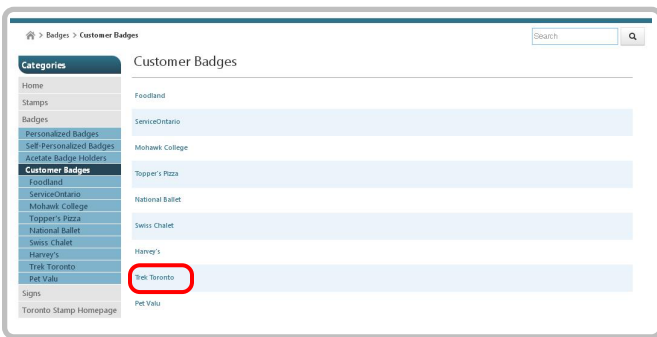 > Badges > Customer Badges
Search
Categories
Home
Stamps
Badges
Personalized Badges
Self-Personalized Badges
Acetate Badge Holders
Customer Badges
Foodland
ServiceOntario
Mohawk College
Topper's Pizza
National Ballet
Swiss Chalet
Harvey's
Trek Toronto
Pet Valu
Signs
Toronto Stamp Homepage
Customer Badges
Foodland
ServiceOntario
Mohawk College
Topper's Pizza
National Ballet
Swiss Chalet
Harvey's
Trek Toronto
Pet Valu